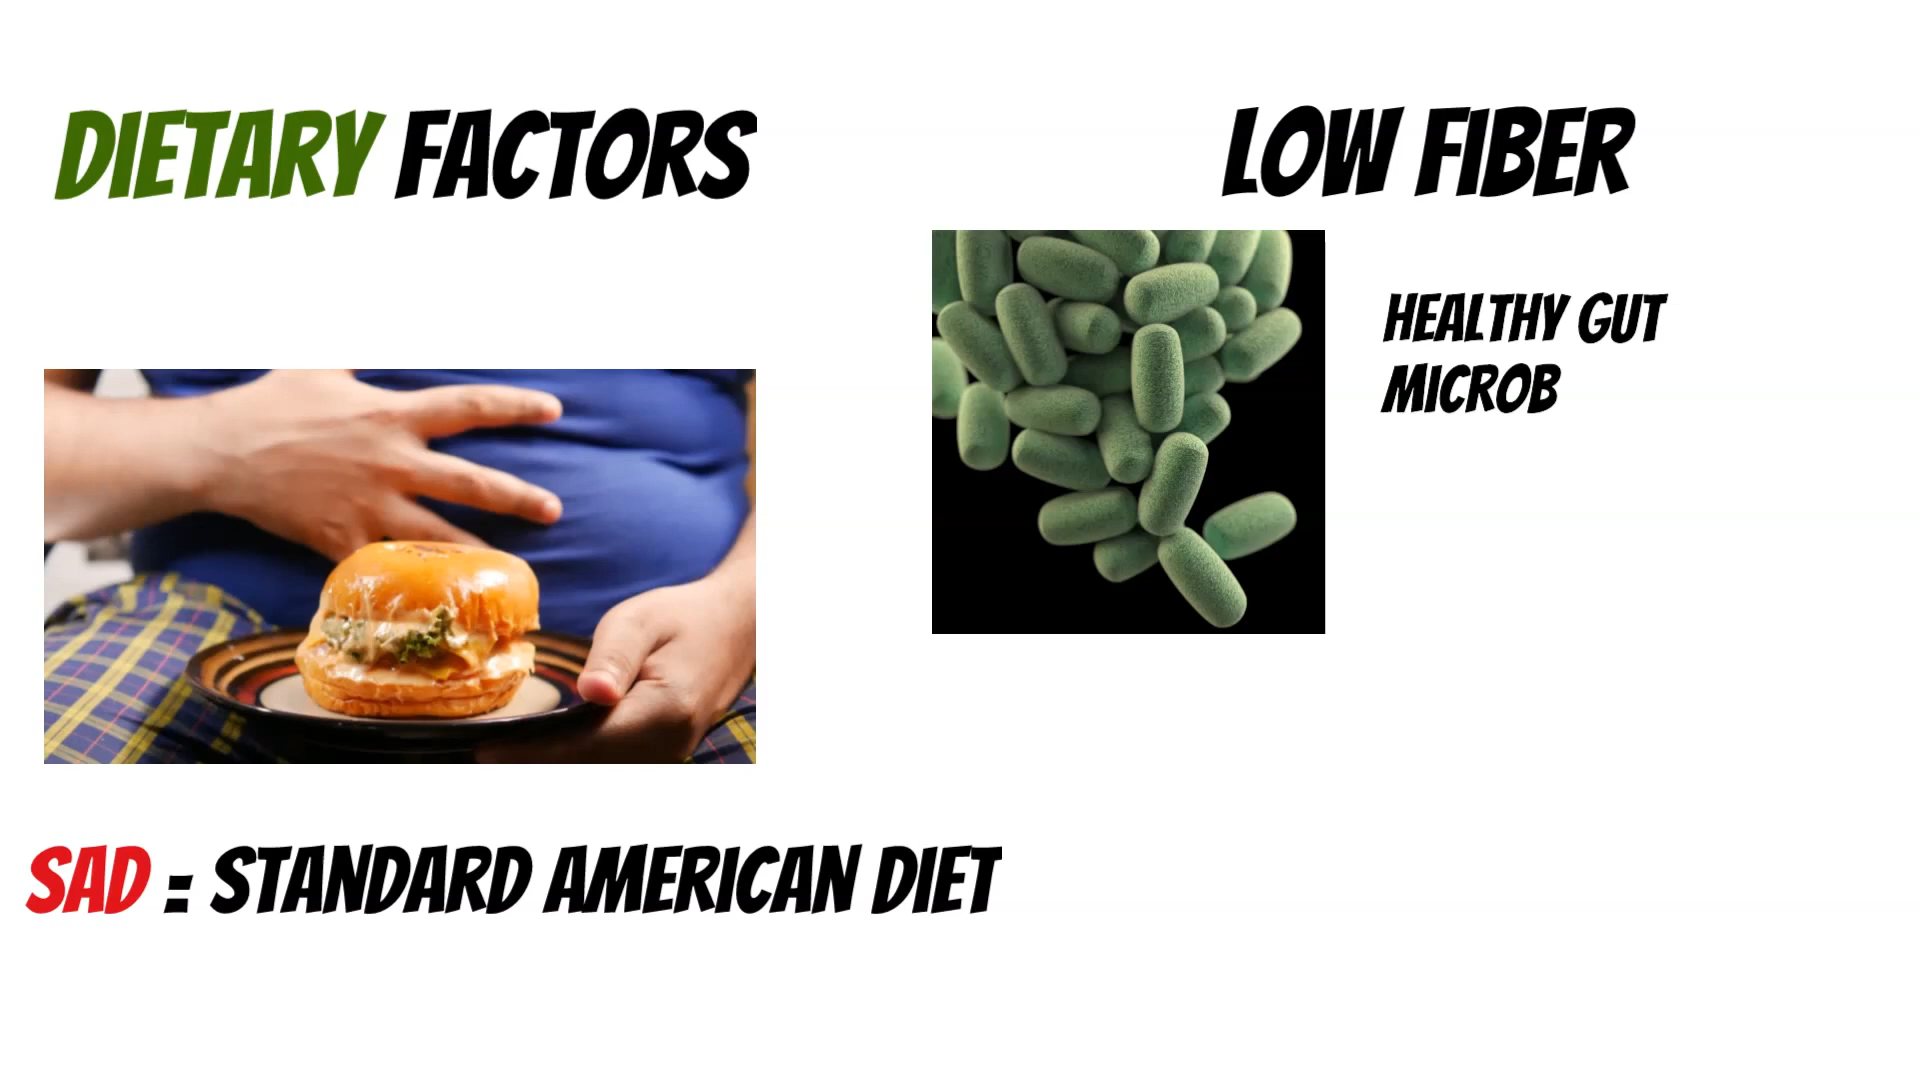 DIETARY FACTORS
LOW FIBER
HEALTHY GUT
MICROB
SAD = STANDARD AMERICAN DIET